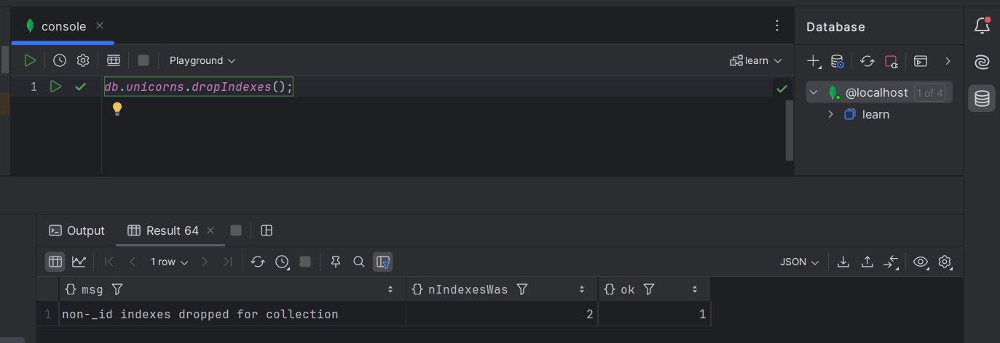 console
Database
Playground
learn
1 db.unicorns.dropIndexes();
@localhost 1 of 4
learn
Output
Result 64
1 row
JSON
{} msg {} nIndexesWas {} ok
1 non-_id indexes dropped for collection 2 1